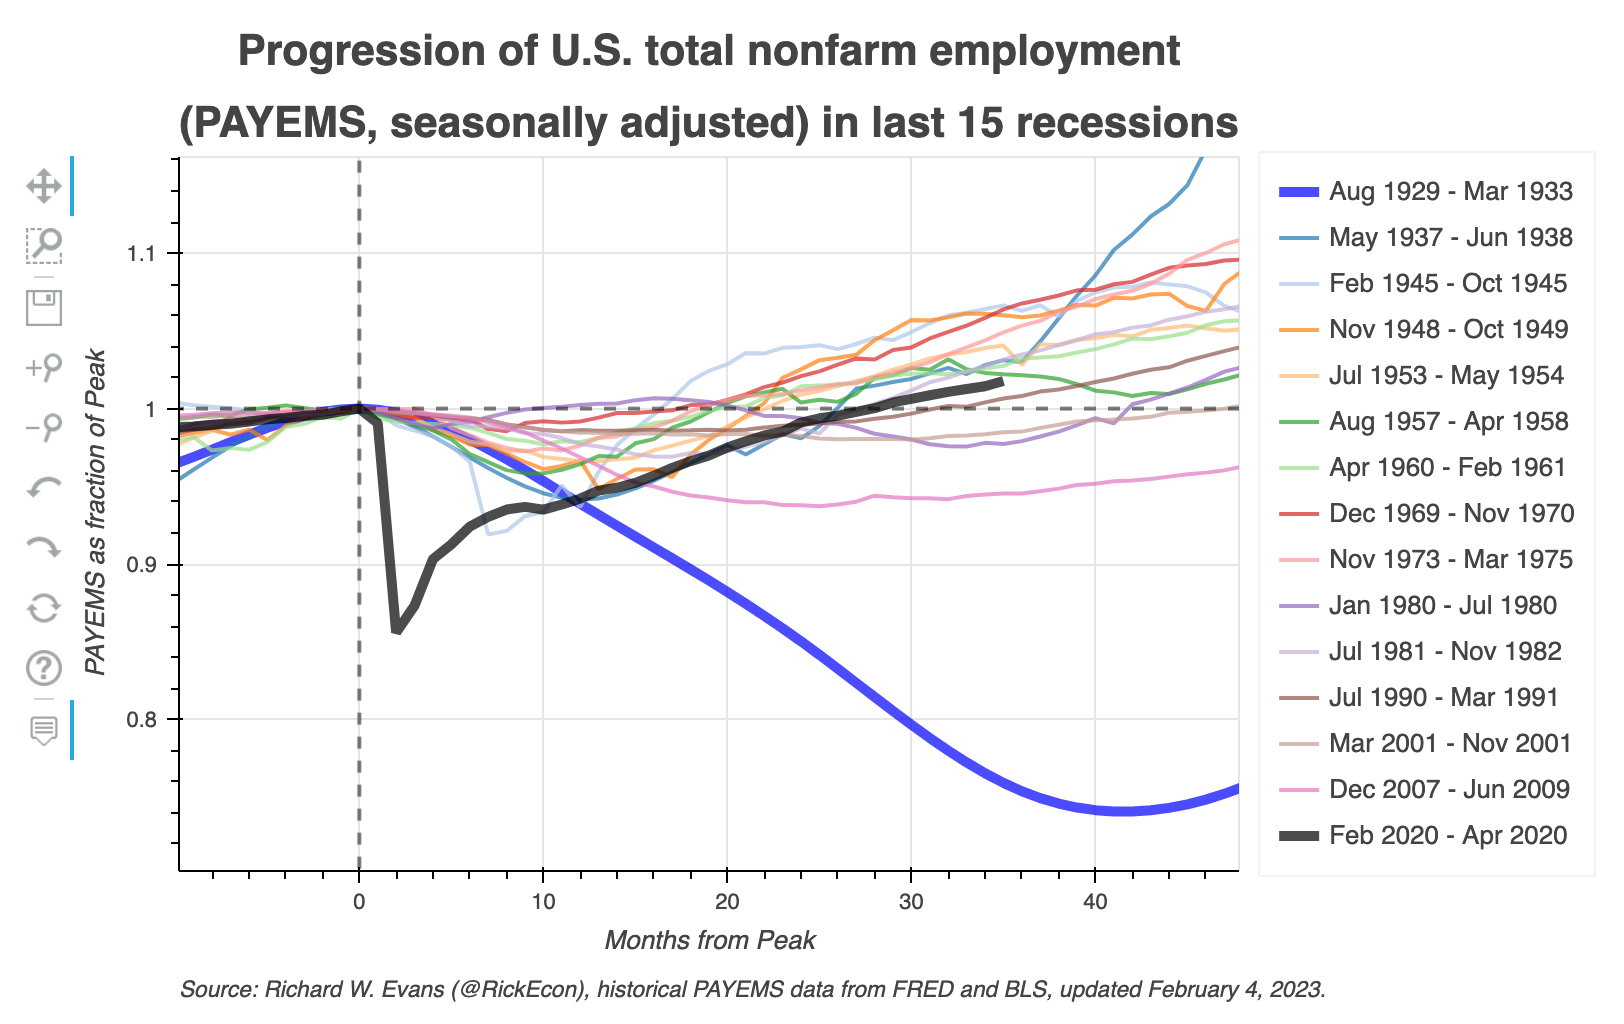 Progression of U.S. total nonfarm employment
(PAYEMS, seasonally adjusted) in last 15 recessions
PAYEMS as fraction of Peak
1.1
1
0.9
0.8
0
10
20
30
40
Months from Peak
Aug 1929 - Mar 1933
May 1937 - Jun 1938
Feb 1945 - Oct 1945
Nov 1948 - Oct 1949
Jul 1953 - May 1954
Aug 1957 - Apr 1958
Apr 1960 - Feb 1961
Dec 1969 - Nov 1970
Nov 1973 - Mar 1975
Jan 1980 - Jul 1980
Jul 1981 - Nov 1982
Jul 1990 - Mar 1991
Mar 2001 - Nov 2001
Dec 2007 - Jun 2009
Feb 2020 - Apr 2020
Source: Richard W. Evans (@RickEcon), historical PAYEMS data from FRED and BLS, updated February 4, 2023.